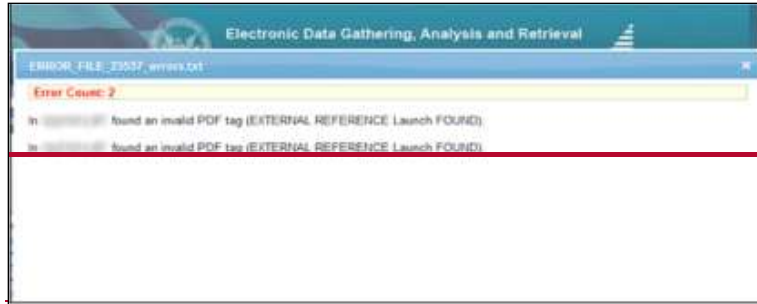 Electronic Data Gathering, Analysis and Retrieval
ERROR_FILE_23537_errors.txt
Error Count: 2
In found an invalid PDF tag (EXTERNAL REFERENCE Launch FOUND).
In found an invalid PDF tag (EXTERNAL REFERENCE Launch FOUND).